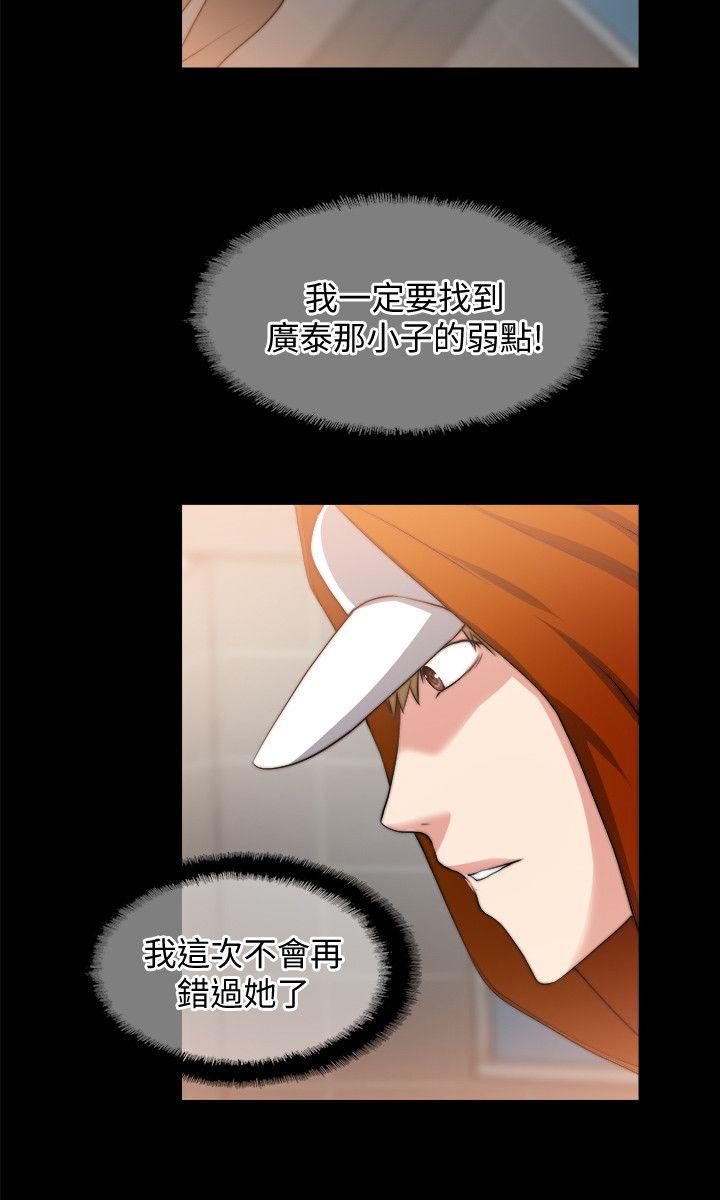 我一定要找到
廣泰那小子的弱點!
我這次不會再
錯過她了